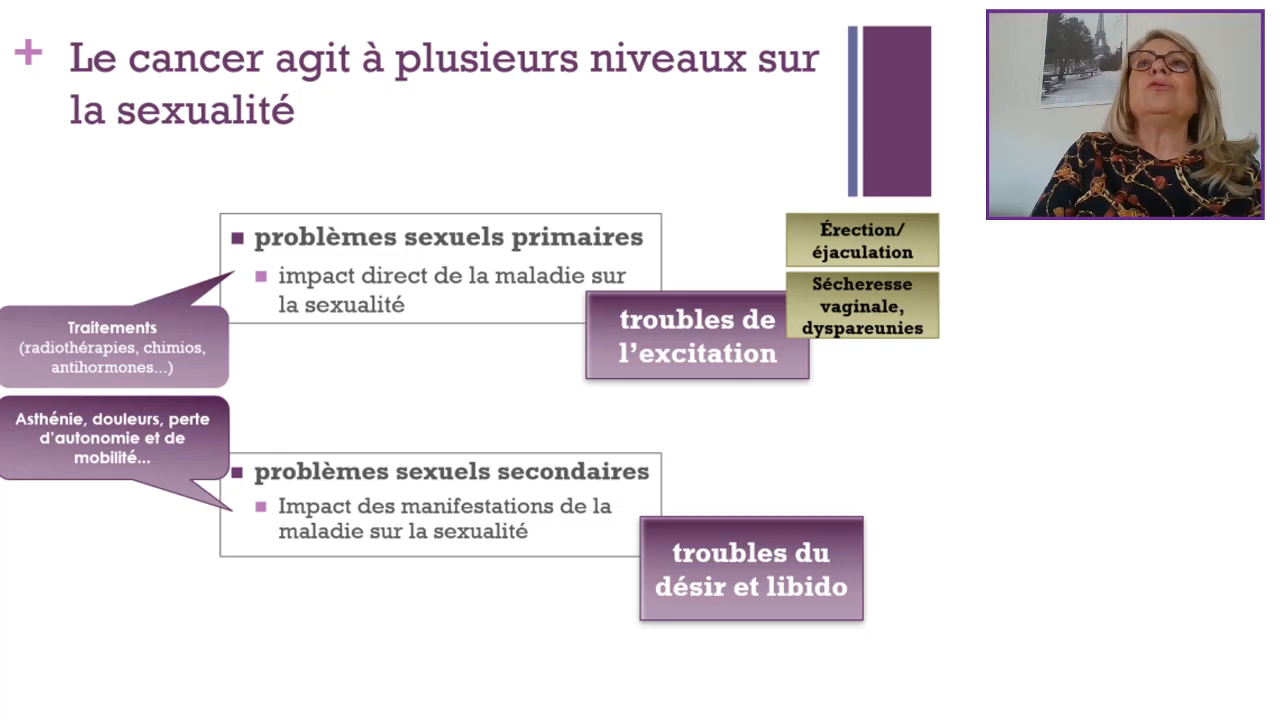 + Le cancer agit à plusieurs niveaux sur
la sexualité
problèmes sexuels primaires
impact direct de la maladie sur
la sexualité
Traitements
(radiothérapies, chimios,
antihormones...)
troubles de
l'excitation
Érection/
éjaculation
Sécheresse
vaginale,
dyspareunies
Asthénie, douleurs, perte
d'autonomie et de
mobilité...
problèmes sexuels secondaires
Impact des manifestations de la
maladie sur la sexualité
troubles du
désir et libido